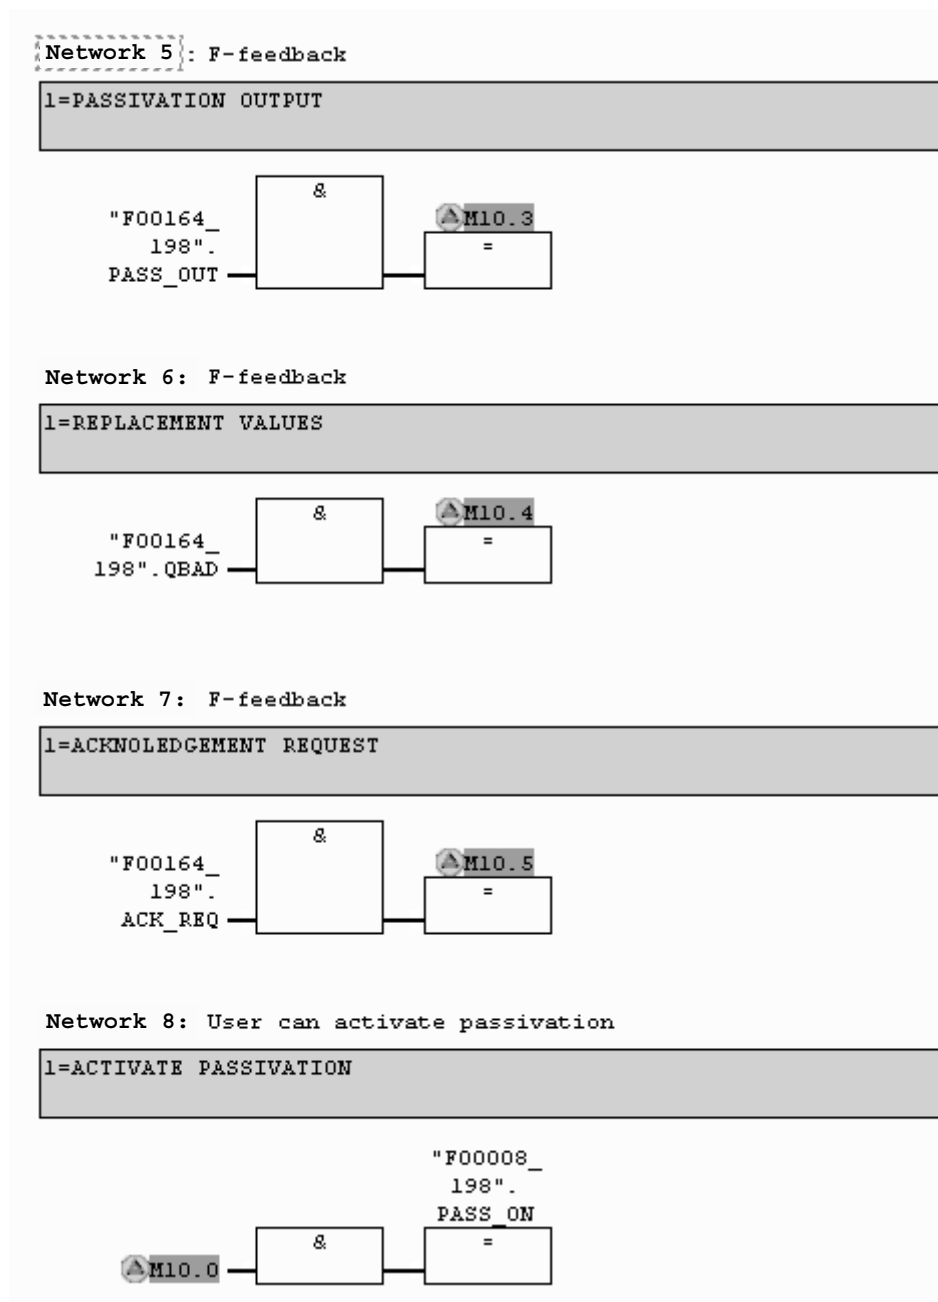 Network 5: F-feedback
1=PASSIVATION OUTPUT
&
"F00164_
198".
PASS_OUT
M10.3
=
Network 6: F-feedback
1=REPLACEMENT VALUES
&
"F00164_
198".QBAD
M10.4
=
Network 7: F-feedback
1=ACKNOLEDGEMENT REQUEST
&
"F00164_
198".
ACK_REQ
M10.5
=
Network 8: User can activate passivation
1=ACTIVATE PASSIVATION
"F00008_
198".
PASS_ON
M10.0
&
=